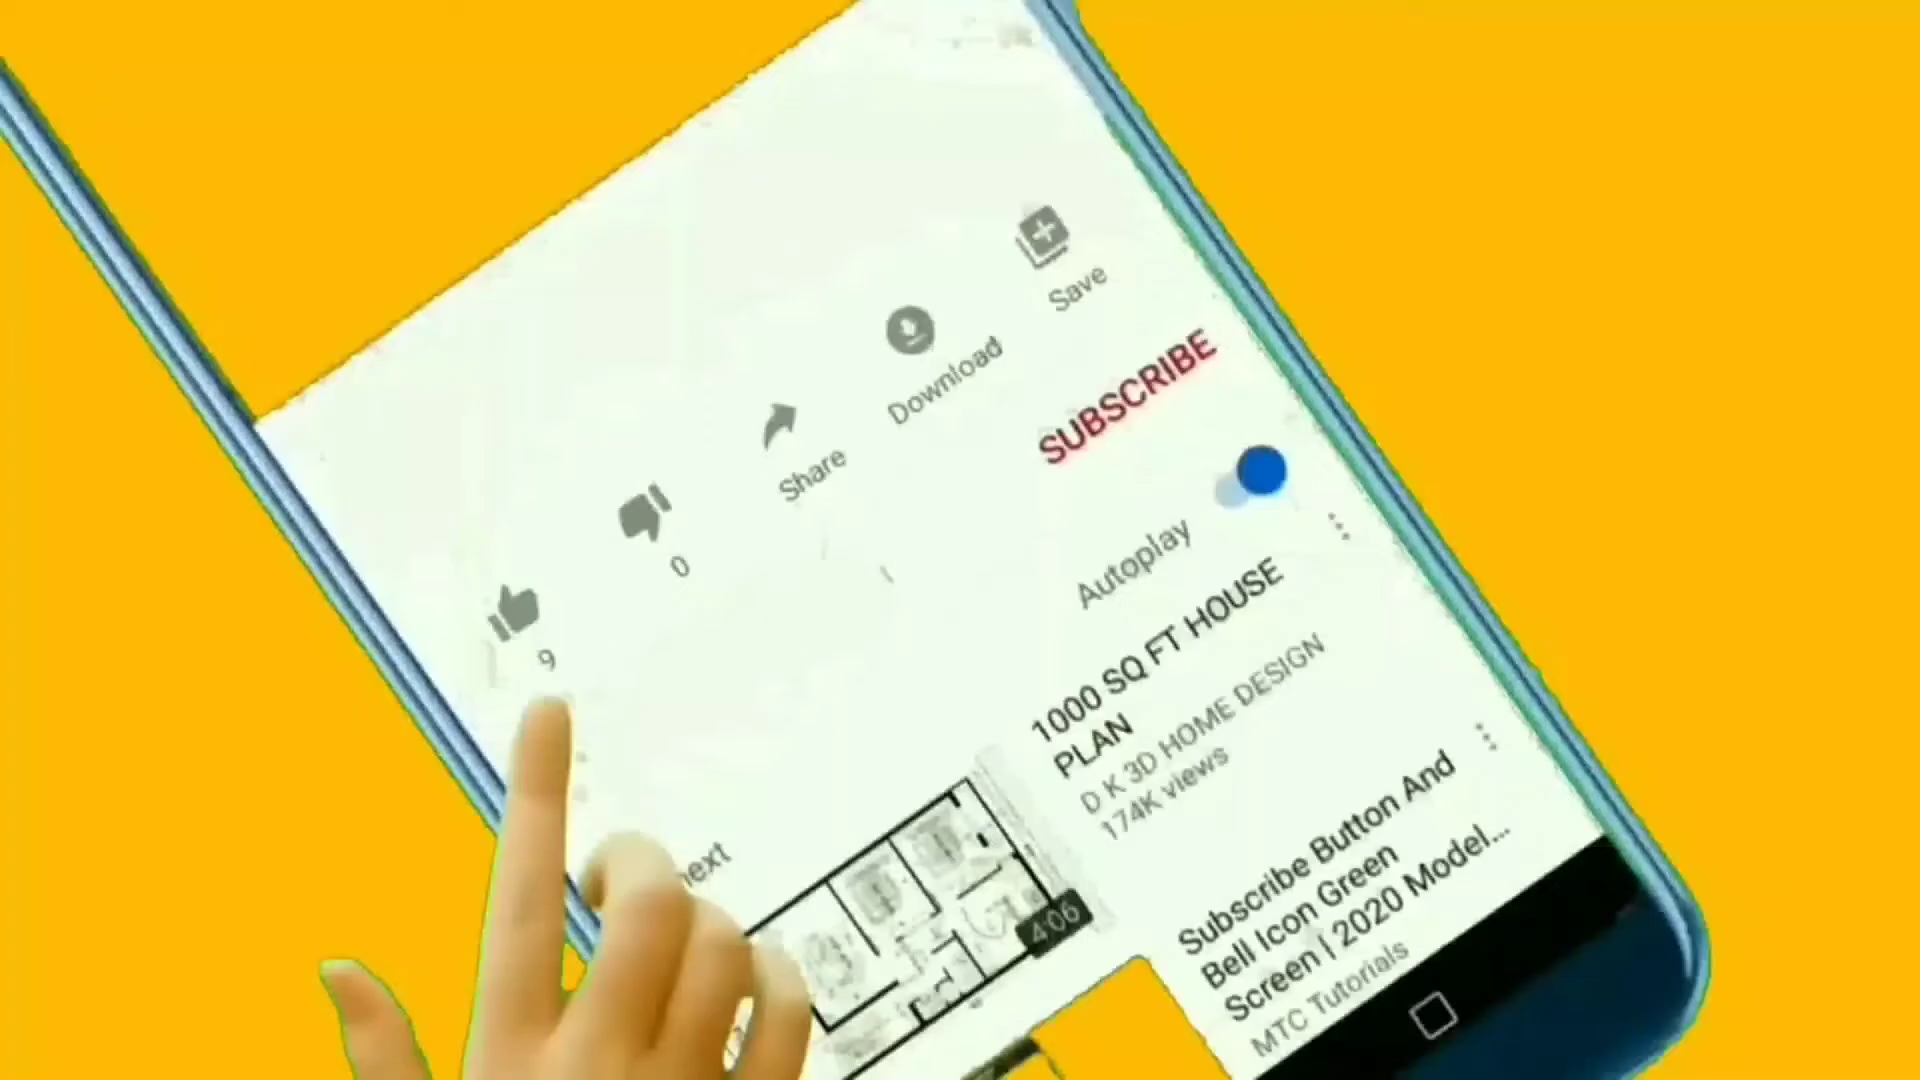 9
0
Share
Download
Save
SUBSCRIBE
next
Autoplay
4:06
1000 SQ FT HOUSE
PLAN
D K 3D HOME DESIGN
174K views
Subscribe Button And
Bell Icon Green
Screen | 2020 Model...
MTC Tutorials